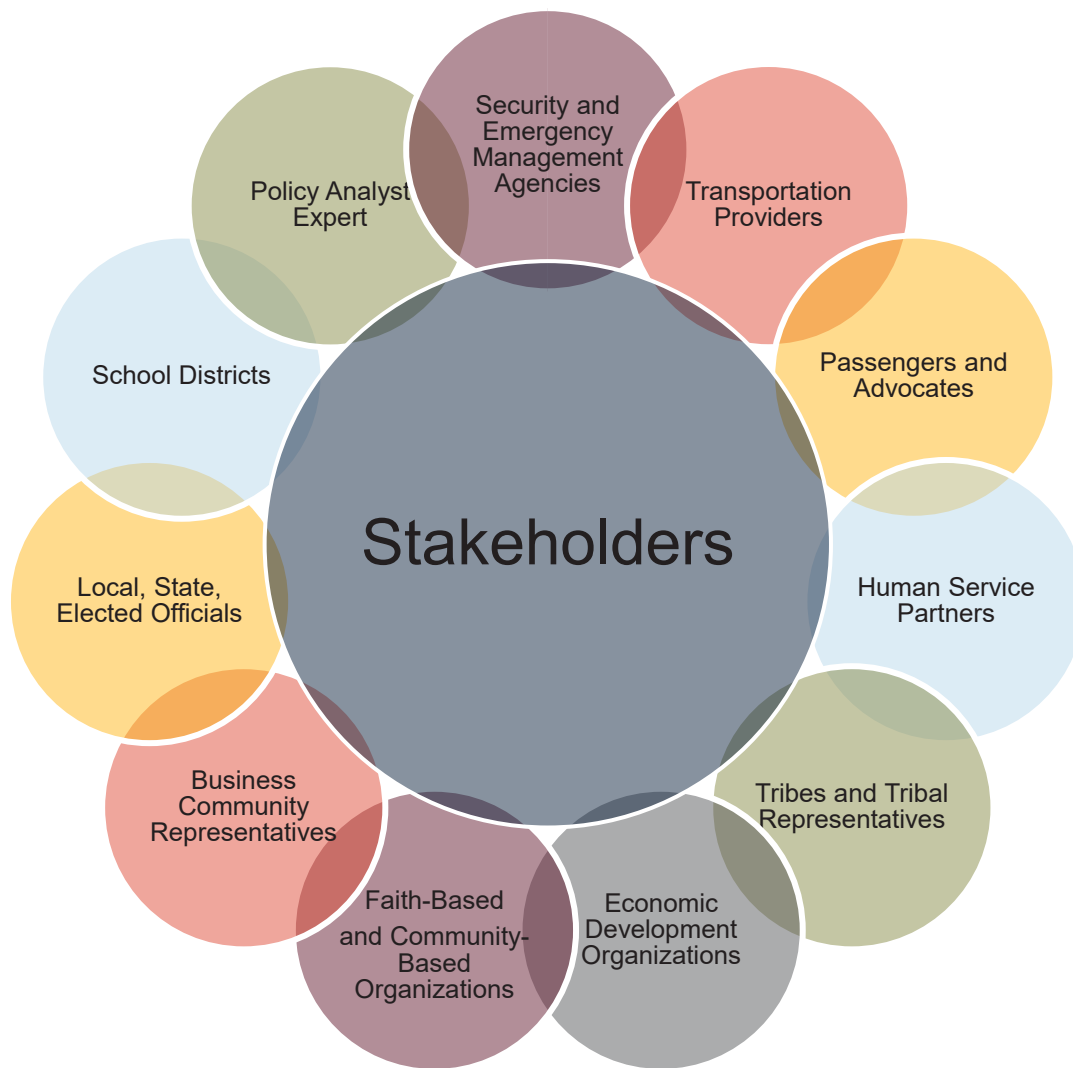 Security and
Emergency
Management
Agencies
Transportation
Providers
Passengers and
Advocates
Human Service
Partners
Tribes and Tribal
Representatives
Economic
Development
Organizations
Faith-Based
and Community-
Based
Organizations
Business
Community
Representatives
Local, State,
Elected Officials
School Districts
Policy Analyst
Expert
Stakeholders